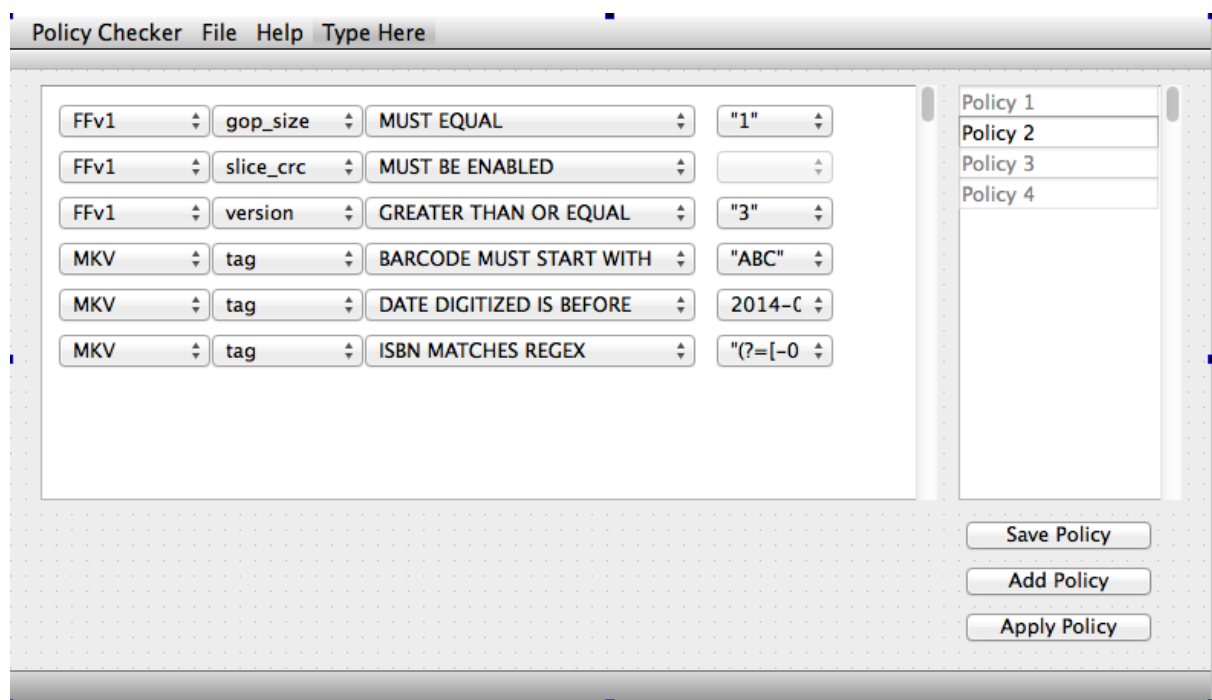 Policy Checker File Help Type Here
FFv1 gop_size MUST EQUAL "1"
FFv1 slice_crc MUST BE ENABLED
FFv1 version GREATER THAN OR EQUAL "3"
MKV tag BARCODE MUST START WITH "ABC"
MKV tag DATE DIGITIZED IS BEFORE 2014-0
MKV tag ISBN MATCHES REGEX "(?=[-0
Policy 1
Policy 2
Policy 3
Policy 4
Save Policy
Add Policy
Apply Policy